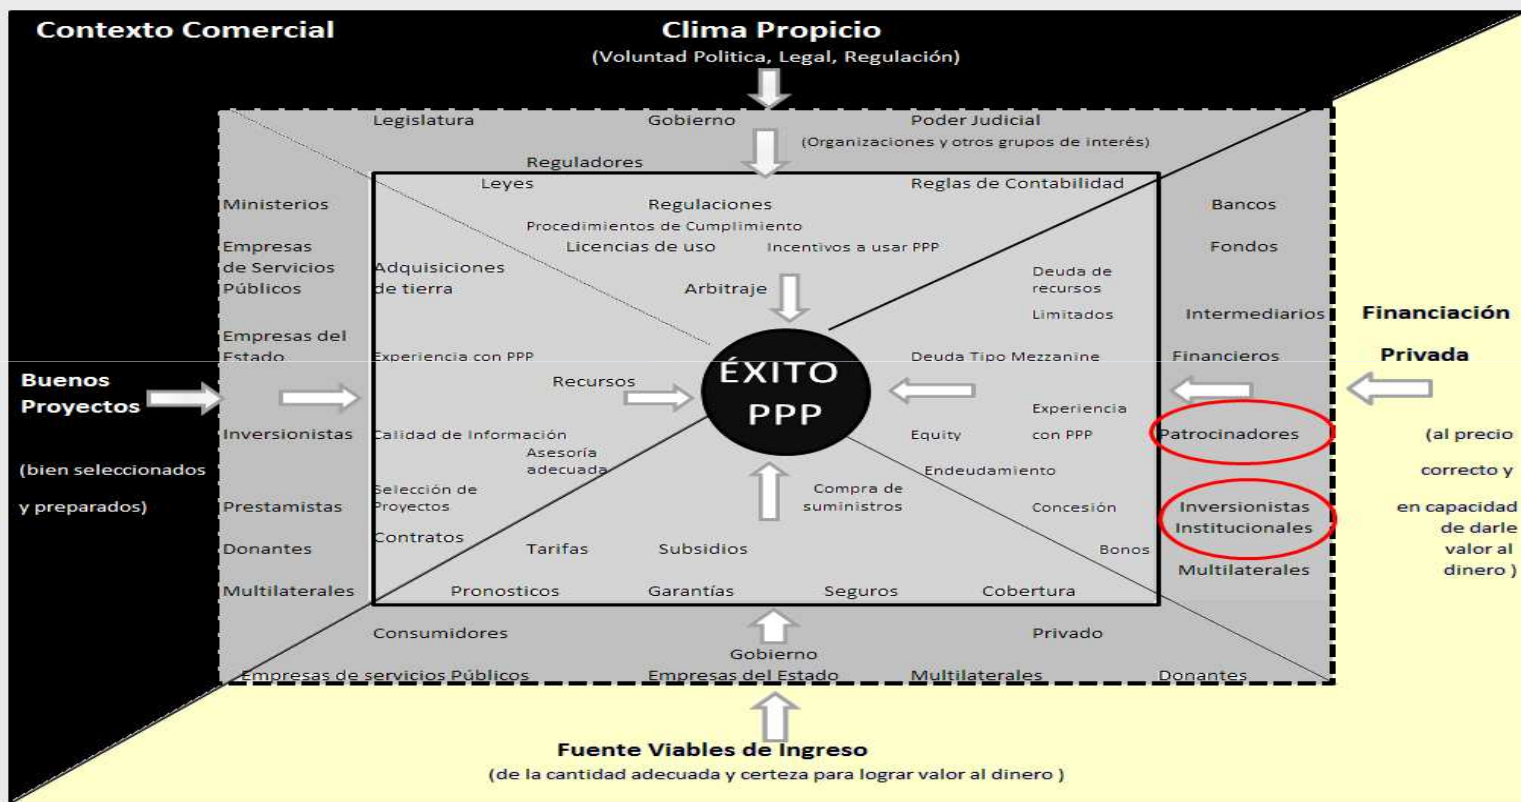 Contexto Comercial
Clima Propicio
(Voluntad Politica, Legal, Regulación)
Legislatura
Gobierno
Poder Judicial
(Organizaciones y otros grupos de interés)
Reguladores
Leyes
Reglas de Contabilidad
Ministerios
Regulaciones
Bancos
Procedimientos de Cumplimiento
Empresas
de Servicios
Públicos
Licencias de uso
Incentivos a usar PPP
Fondos
Adquisiciones
de tierra
Arbitraje
Deuda de
recursos
Limitados
Intermediarios
Financieros
Financiación
Privada
Empresas del
Estado
Experiencia con PPP
Recursos
ÉXITO
PPP
Deuda Tipo Mezzanine
Buenos
Proyectos
(bien seleccionados
y preparados)
Inversionistas
Calidad de Información
Asesoría
adecuada
Equity
Experiencia
con PPP
Patrocinadores
(al precio
correcto y
en capacidad
de darle
valor al
dinero )
Endeudamiento
Selección de
Proyectos
Compra de
suministros
Concesión
Inversionistas
Institucionales
Prestamistas
Contratos
Donantes
Tarifas
Subsidios
Bonos
Multilaterales
Multilaterales
Pronosticos
Garantías
Seguros
Cobertura
Consumidores
Privado
Gobierno
Empresas de servicios Públicos
Empresas del Estado
Multilaterales
Donantes
Fuente Viables de Ingreso
(de la cantidad adecuada y certeza para lograr valor al dinero )